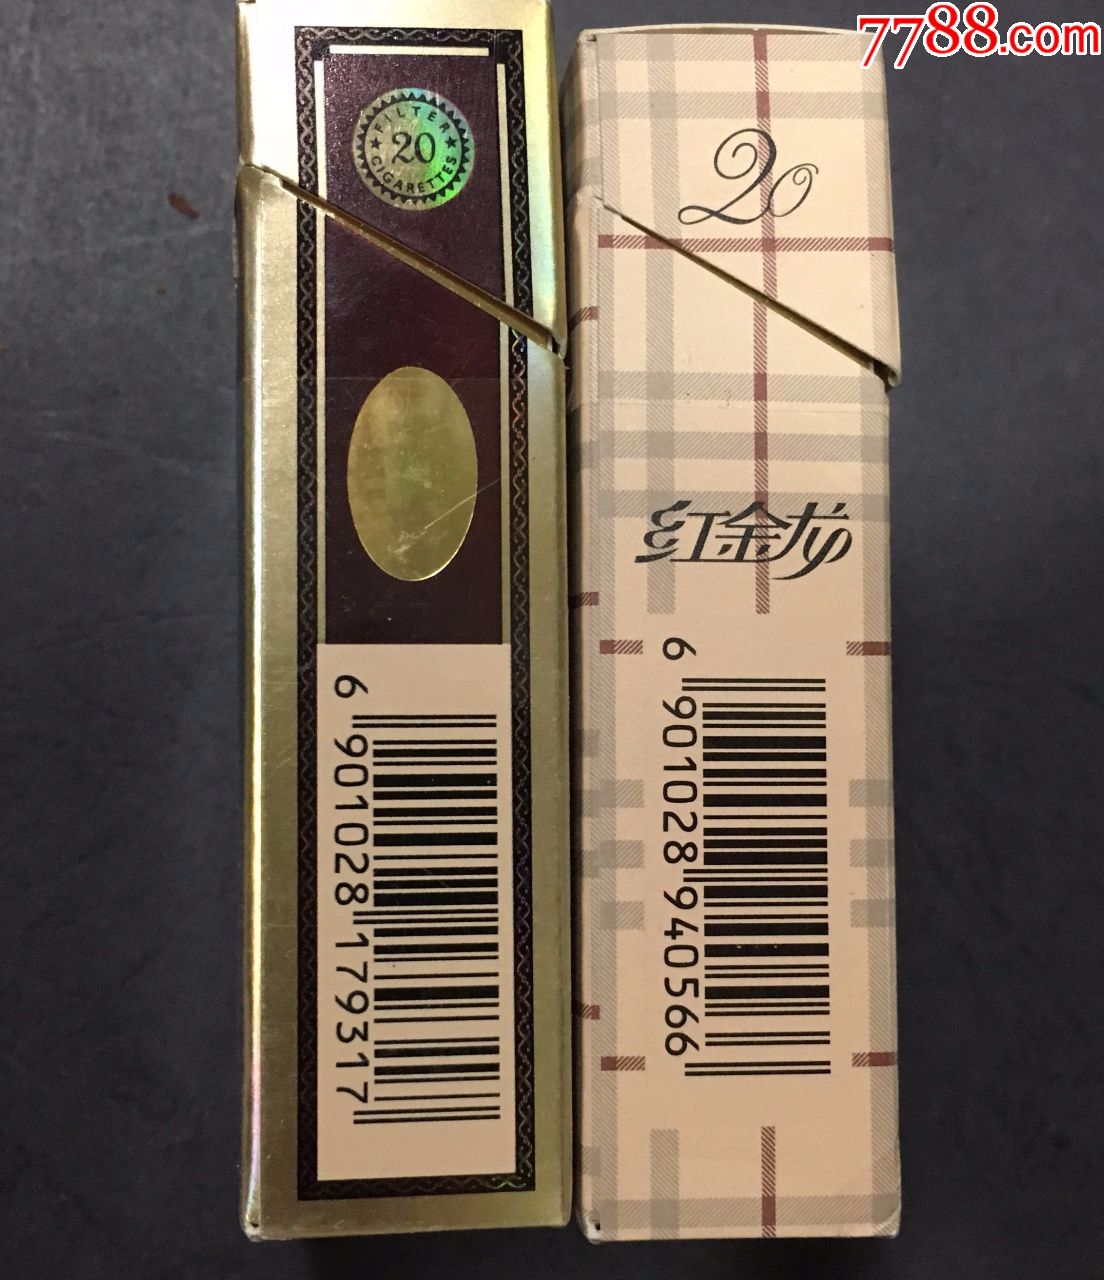 7788.com
FILTER
20
CIGARETTES
6 901028 179317
20
红金龙
6 901028 940566